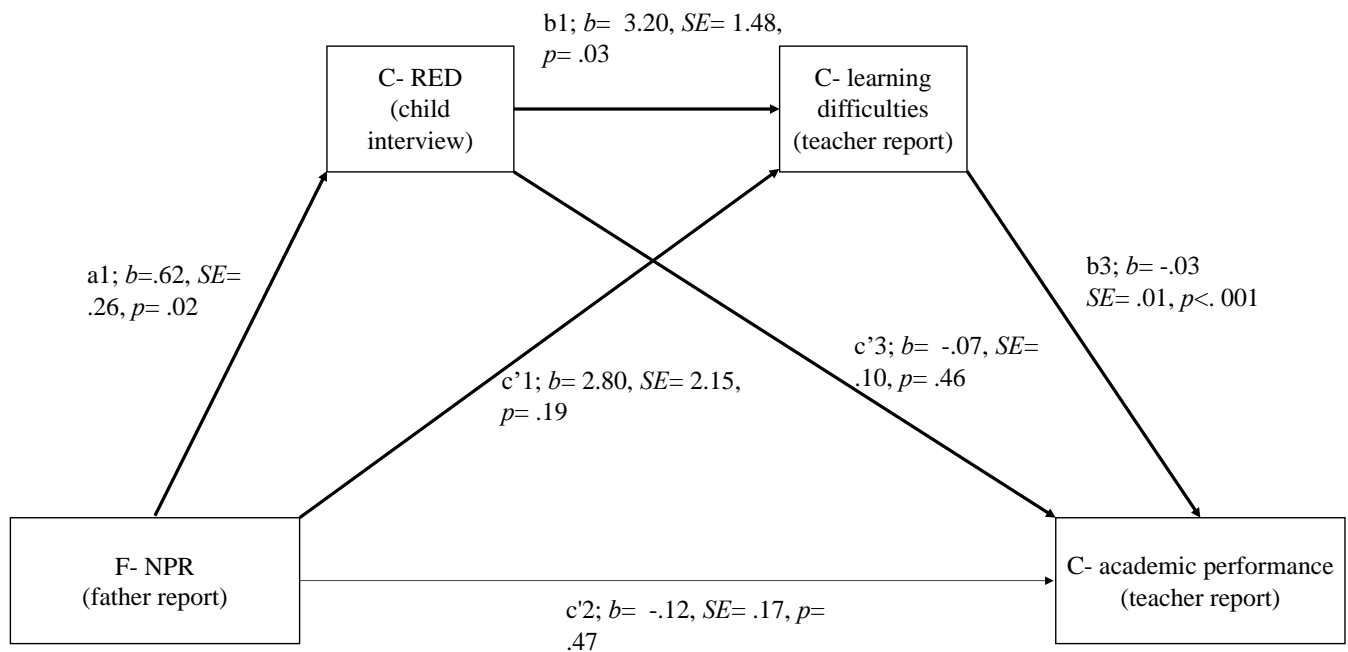 b1; b=  3.20, SE= 1.48,
p= .03
C- RED
(child
interview)
C- learning
difficulties
(teacher report)
a1; b=.62, SE=
.26, p= .02
b3; b= -.03
SE= .01, p<. 001
c’3; b=  -.07, SE=
.10, p= .46
c’1; b= 2.80, SE= 2.15,
p= .19
F- NPR
(father report)
C- academic performance
(teacher report)
c'2; b=  -.12, SE= .17, p=
.47